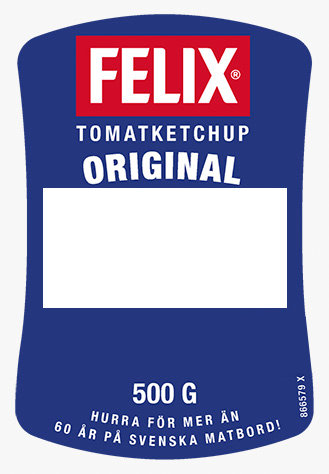 FELIX®
TOMATKETCHUP
ORIGINAL
500 G
HURRA FÖR MER ÄN
60 ÅR PÅ SVENSKA MATBORD!
866579 X